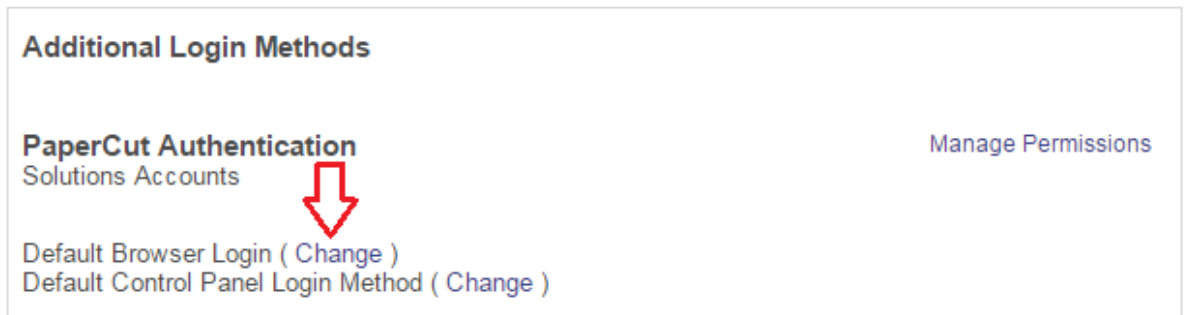 Additional Login Methods
PaperCut Authentication
Manage Permissions
Solutions Accounts
Default Browser Login ( Change )
Default Control Panel Login Method ( Change )